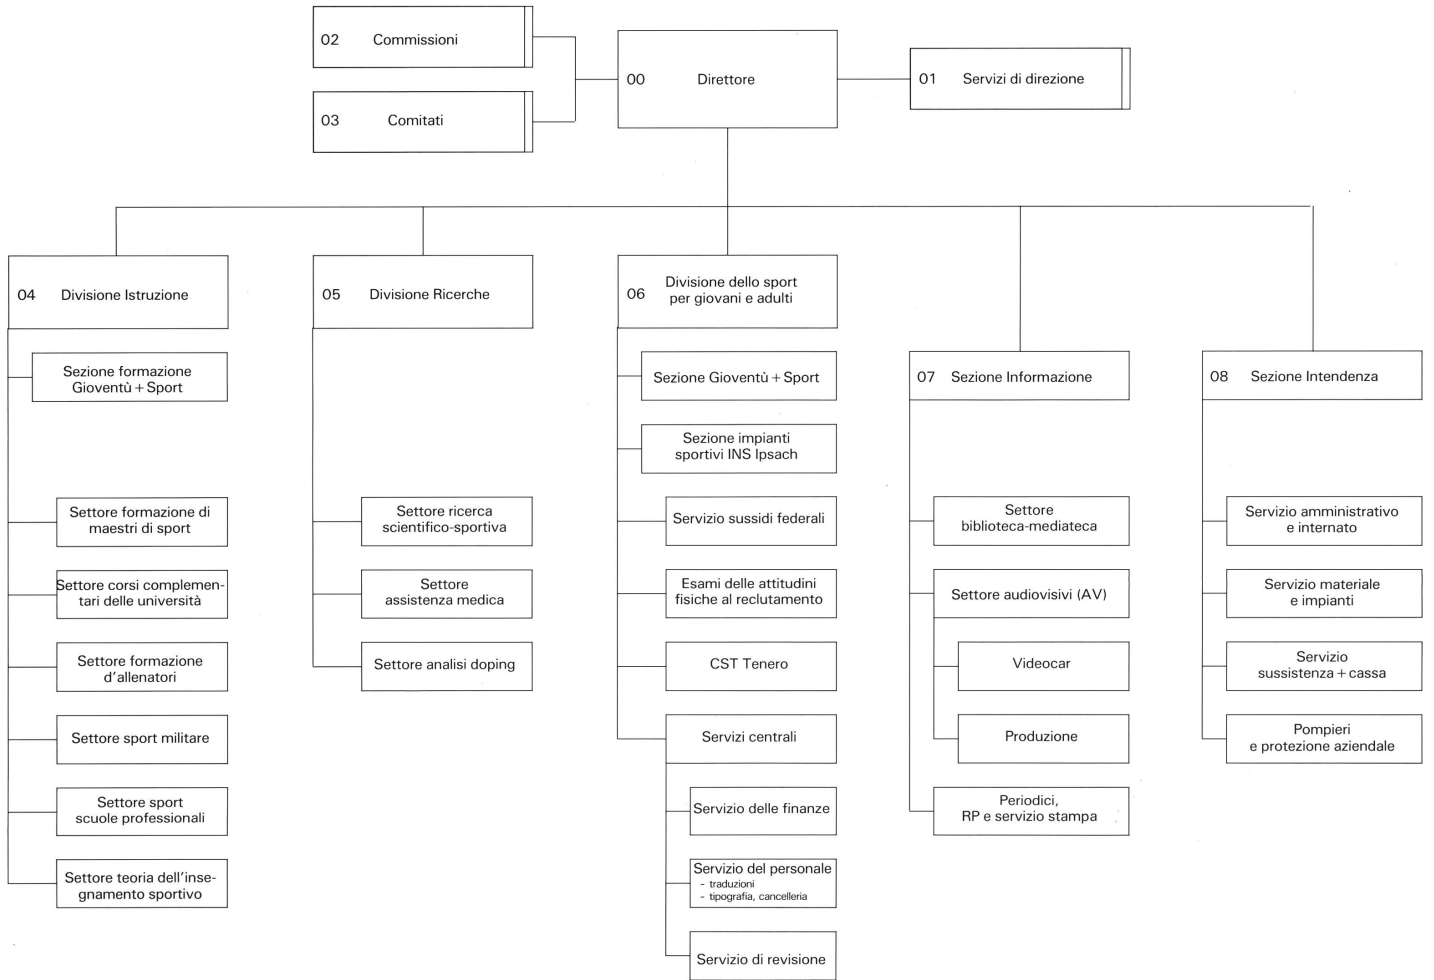 02 Commissioni
03 Comitati
00 Direttore
01 Servizi di direzione
04 Divisione Istruzione
Sezione formazione
Gioventù + Sport
Settore formazione di
maestri di sport
Settore corsi complemen-
tari delle università
Settore formazione
d'allenatori
Settore sport militare
Settore sport
scuole professionali
Settore teoria dell'inse-
gnamento sportivo
05 Divisione Ricerche
Settore ricerca
scientifico-sportiva
Settore
assistenza medica
Settore analisi doping
06 Divisione dello sport
per giovani e adulti
Sezione Gioventù + Sport
Sezione impianti
sportivi INS Ipsach
Servizio sussidi federali
Esami delle attitudini
fisiche al reclutamento
CST Tenero
Servizi centrali
Servizio delle finanze
Servizio del personale
- traduzioni
- tipografia, cancelleria
Servizio di revisione
07 Sezione Informazione
Settore
biblioteca-mediateca
Settore audiovisivi (AV)
Videocar
Produzione
Periodici,
RP e servizio stampa
08 Sezione Intendenza
Servizio amministrativo
e internato
Servizio materiale
e impianti
Servizio
sussistenza + cassa
Pompieri
e protezione aziendale